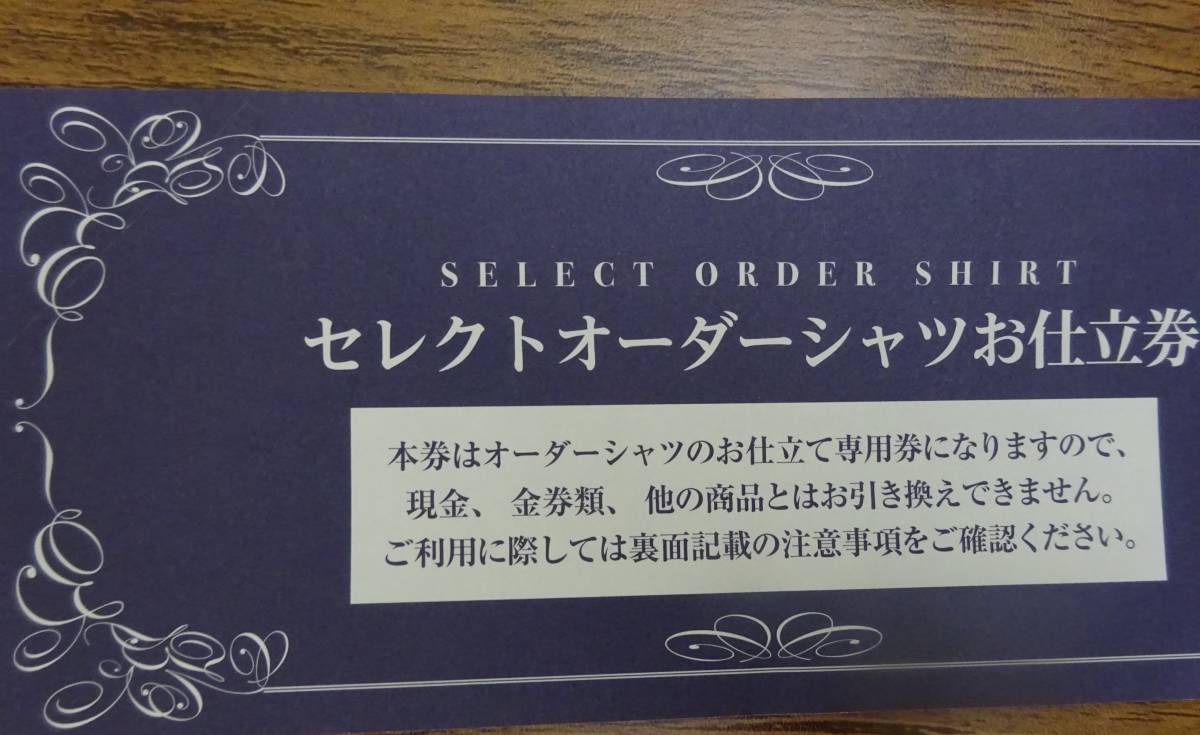 SELECT ORDER SHIRT
セレクトオーダーシャツお仕立券
本券はオーダーシャツのお仕立て専用券になりますので、
現金、金券類、他の商品とはお引き換えできません。
ご利用に際しては裏面記載の注意事項をご確認ください。